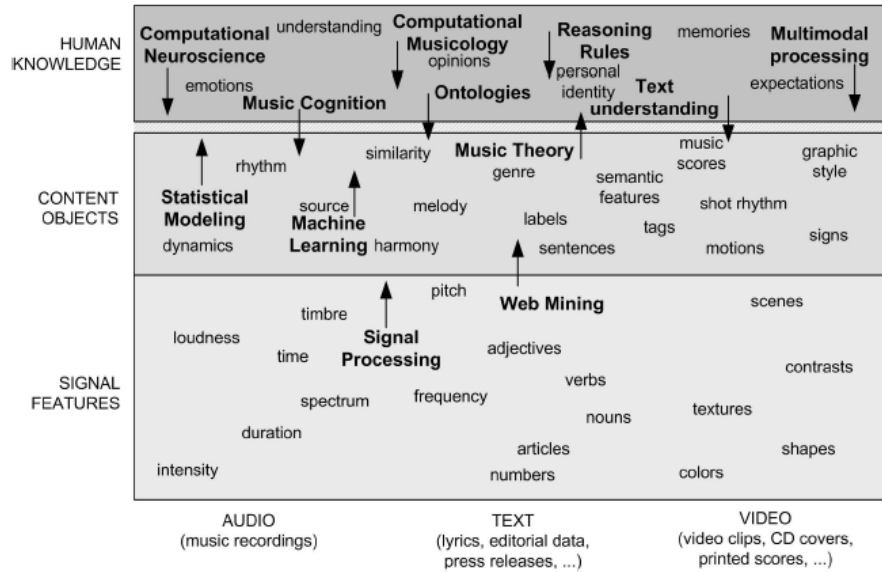 HUMAN
KNOWLEDGE
Computational
Neuroscience
understanding
Computational
Musicology
opinions
Reasoning
Rules
memories
Multimodal
processing
emotions
personal
identity
expectations
Music Cognition
Ontologies
Text
understanding
CONTENT
OBJECTS
rhythm
similarity
Music Theory
genre
music
scores
graphic
style
semantic
features
Statistical
Modeling
source
Machine
Learning
melody
labels
shot rhythm
tags
signs
dynamics
harmony
sentences
motions
SIGNAL
FEATURES
pitch
Web Mining
scenes
timbre
loudness
Signal
Processing
time
adjectives
contrasts
verbs
spectrum
frequency
nouns
textures
duration
articles
shapes
intensity
numbers
colors
AUDIO
(music recordings)
TEXT
(lyrics, editorial data,
press releases, ...)
VIDEO
(video clips, CD covers,
printed scores, ...)